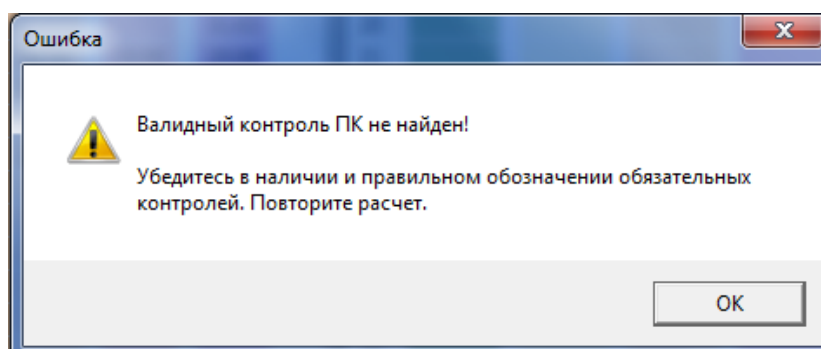 Ошибка
Валидный контроль ПК не найден!
Убедитесь в наличии и правильном обозначении обязательных
контролей. Повторите расчет.
OK